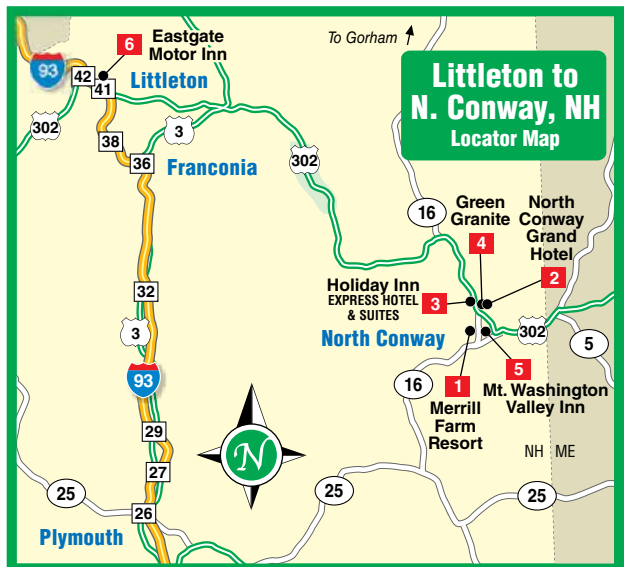 To Gorham
Littleton to
N. Conway, NH
Locator Map
6
Eastgate
Motor Inn
93
42
41
Littleton
302
3
38
36
Franconia
302
16
Green
Granite
4
North
Conway
Grand
Hotel
2
Holiday Inn
EXPRESS HOTEL
& SUITES
3
North Conway
302
5
32
3
93
16
1
Merrill
Farm
Resort
5
Mt. Washington
Valley Inn
29
27
N
NH
ME
25
26
25
25
Plymouth